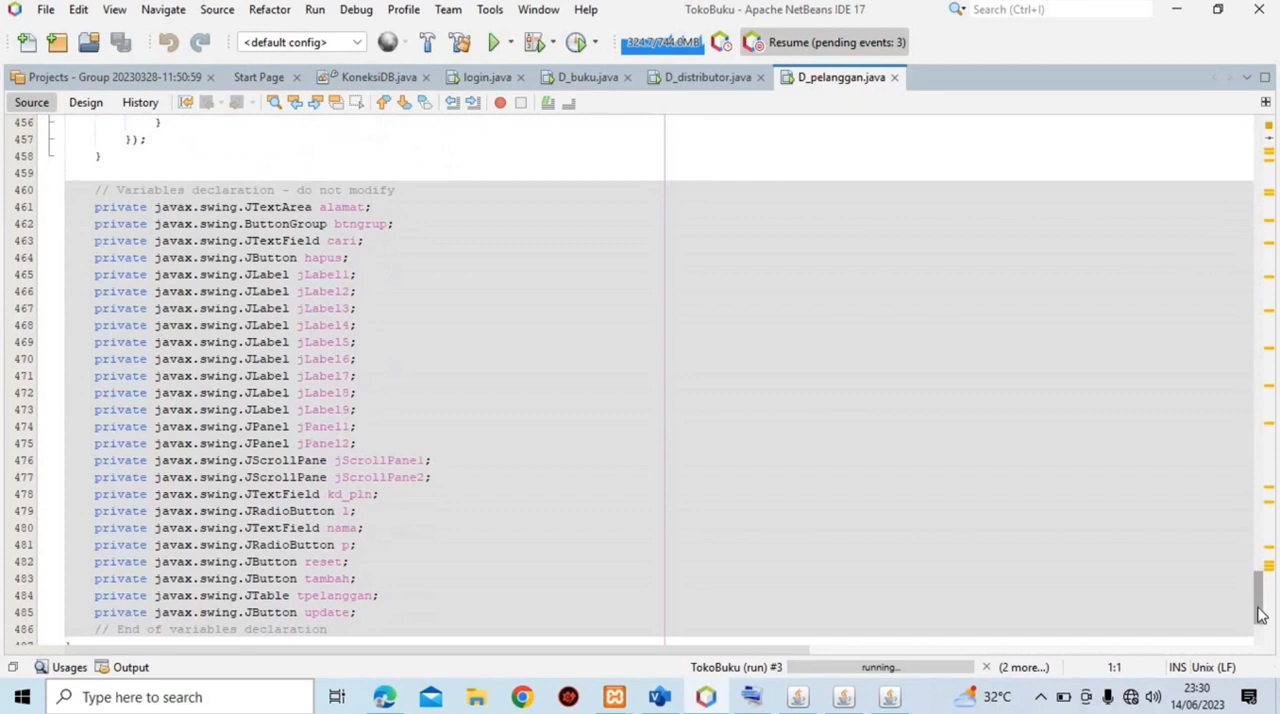 File Edit View Navigate Source Refactor Run Debug Profile Team Tools Window Help TokoBuku - Apache NetBeans IDE 17 Search (Ctrl+I)
<default config> 324.7/744.0MB Resume (pending events: 3)
Projects - Group 20230328-11:50:59 Start Page KoneksiDB.java login.java D_buku.java D_distributor.java D_pelanggan.java
Source Design History
456 }
457 });
458 }
459
460 // Variables declaration - do not modify
461 private javax.swing.JTextArea alamat;
462 private javax.swing.ButtonGroup btngrup;
463 private javax.swing.JTextField cari;
464 private javax.swing.JButton hapus;
465 private javax.swing.JLabel jLabel1;
466 private javax.swing.JLabel jLabel2;
467 private javax.swing.JLabel jLabel3;
468 private javax.swing.JLabel jLabel4;
469 private javax.swing.JLabel jLabel5;
470 private javax.swing.JLabel jLabel6;
471 private javax.swing.JLabel jLabel7;
472 private javax.swing.JLabel jLabel8;
473 private javax.swing.JLabel jLabel9;
474 private javax.swing.JPanel jPanel1;
475 private javax.swing.JPanel jPanel2;
476 private javax.swing.JScrollPane jScrollPane1;
477 private javax.swing.JScrollPane jScrollPane2;
478 private javax.swing.JTextField kd_pln;
479 private javax.swing.JRadioButton l;
480 private javax.swing.JTextField nama;
481 private javax.swing.JRadioButton p;
482 private javax.swing.JButton reset;
483 private javax.swing.JButton tambah;
484 private javax.swing.JTable tpelanggan;
485 private javax.swing.JButton update;
486 // End of variables declaration
Usages Output TokoBuku (run) #3 running... (2 more...) 1:1 INS Unix (LF)
Type here to search 32°C 23:30
14/06/2023